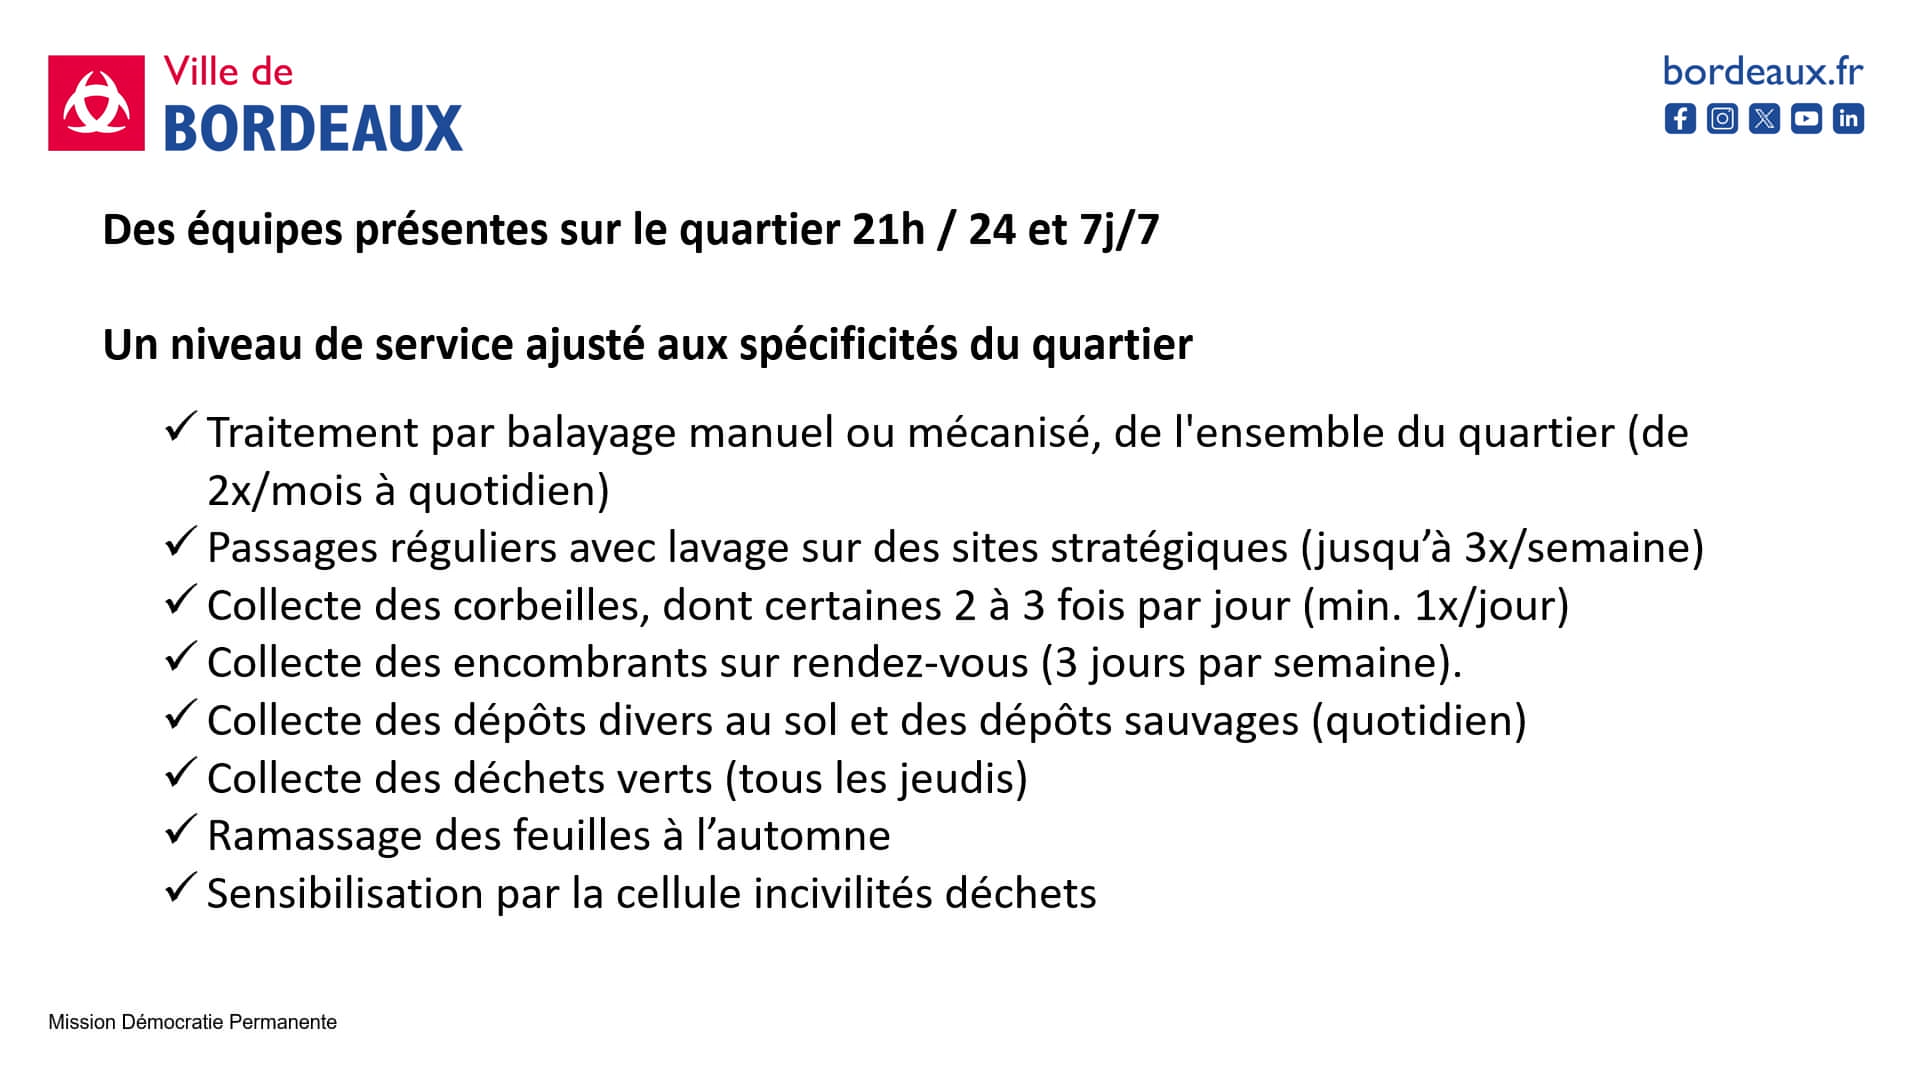 Ville de
BORDEAUX
bordeaux.fr
Des équipes présentes sur le quartier 21h / 24 et 7j/7
Un niveau de service ajusté aux spécificités du quartier
✓ Traitement par balayage manuel ou mécanisé, de l'ensemble du quartier (de
2x/mois à quotidien)
✓ Passages réguliers avec lavage sur des sites stratégiques (jusqu’à 3x/semaine)
✓ Collecte des corbeilles, dont certaines 2 à 3 fois par jour (min. 1x/jour)
✓ Collecte des encombrants sur rendez-vous (3 jours par semaine).
✓ Collecte des dépôts divers au sol et des dépôts sauvages (quotidien)
✓ Collecte des déchets verts (tous les jeudis)
✓ Ramassage des feuilles à l’automne
✓ Sensibilisation par la cellule incivilités déchets
Mission Démocratie Permanente